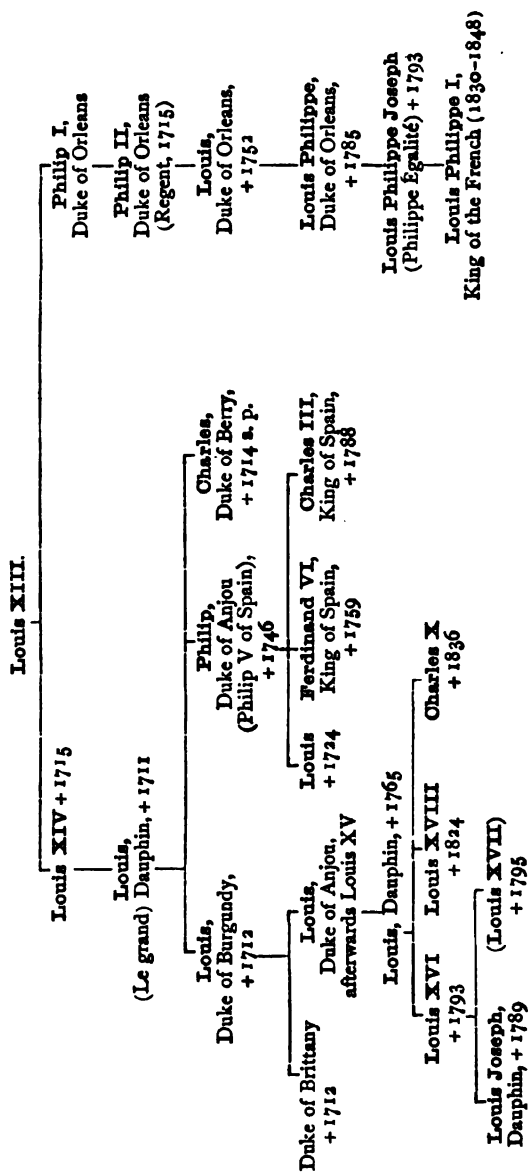 Louis XIII.
Louis XIV + 1715
Philip I,
Duke of Orleans
Louis,
(Le grand) Dauphin, + 1711
Philip II,
Duke of Orleans
(Regent, 1715)
Louis,
Duke of Burgundy,
+ 1712
Philip,
Duke of Anjou
(Philip V of Spain),
+ 1746
Charles,
Duke of Berry,
+ 1714 s. p.
Louis,
Duke of Orleans,
+ 1752
Duke of Brittany
+ 1712
Louis,
Duke of Anjou,
afterwards Louis XV
Louis
+ 1724
Ferdinand VI,
King of Spain,
+ 1759
Charles III,
King of Spain,
+ 1788
Louis Philippe,
Duke of Orleans,
+ 1785
Louis, Dauphin, + 1765
Louis Philippe Joseph
(Philippe Égalité) + 1793
Louis XVI
+ 1793
Louis XVIII
+ 1824
Charles X
+ 1836
Louis Philippe I,
King of the French (1830-1848)
Louis Joseph,
Dauphin, + 1789
(Louis XVII)
+ 1795